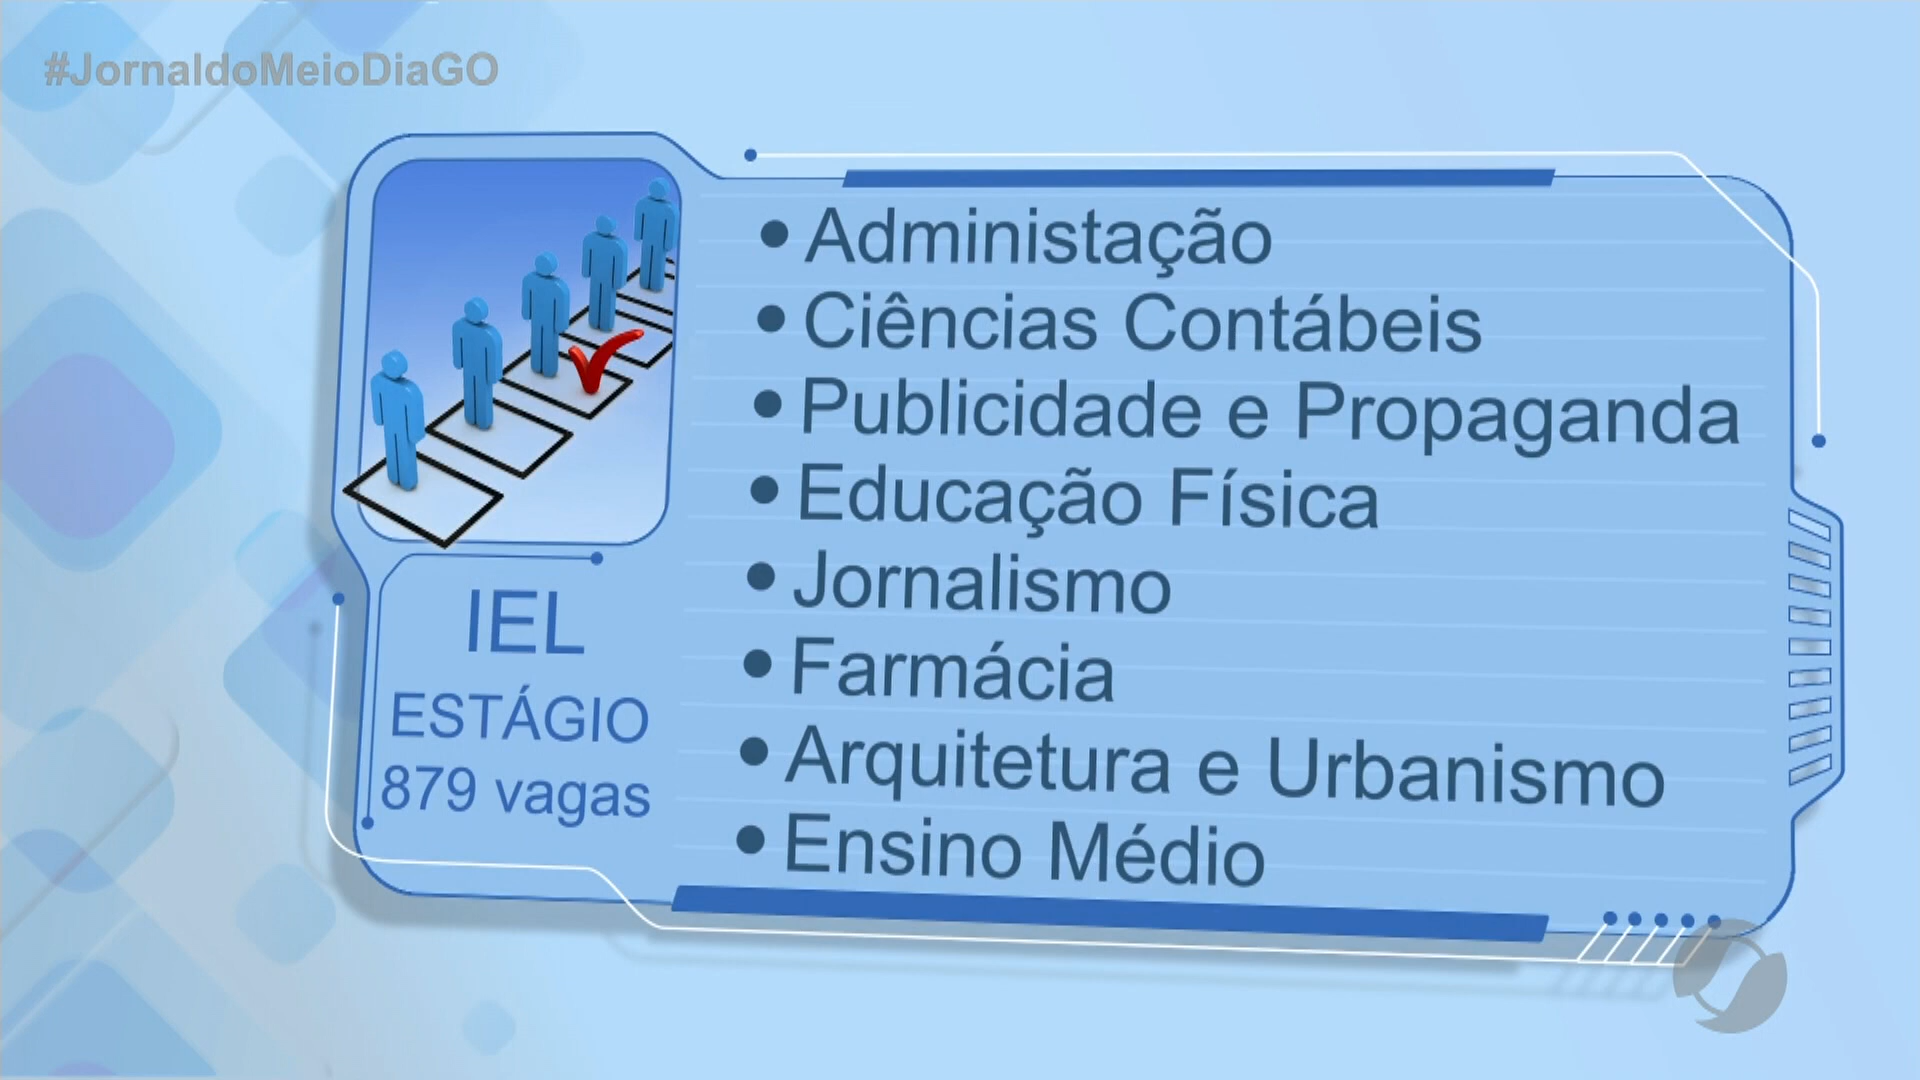 #JornaldoMeioDiaGO
IEL
ESTÁGIO
879 vagas
• Administação
• Ciências Contábeis
• Publicidade e Propaganda
• Educação Física
• Jornalismo
• Farmácia
• Arquitetura e Urbanismo
• Ensino Médio